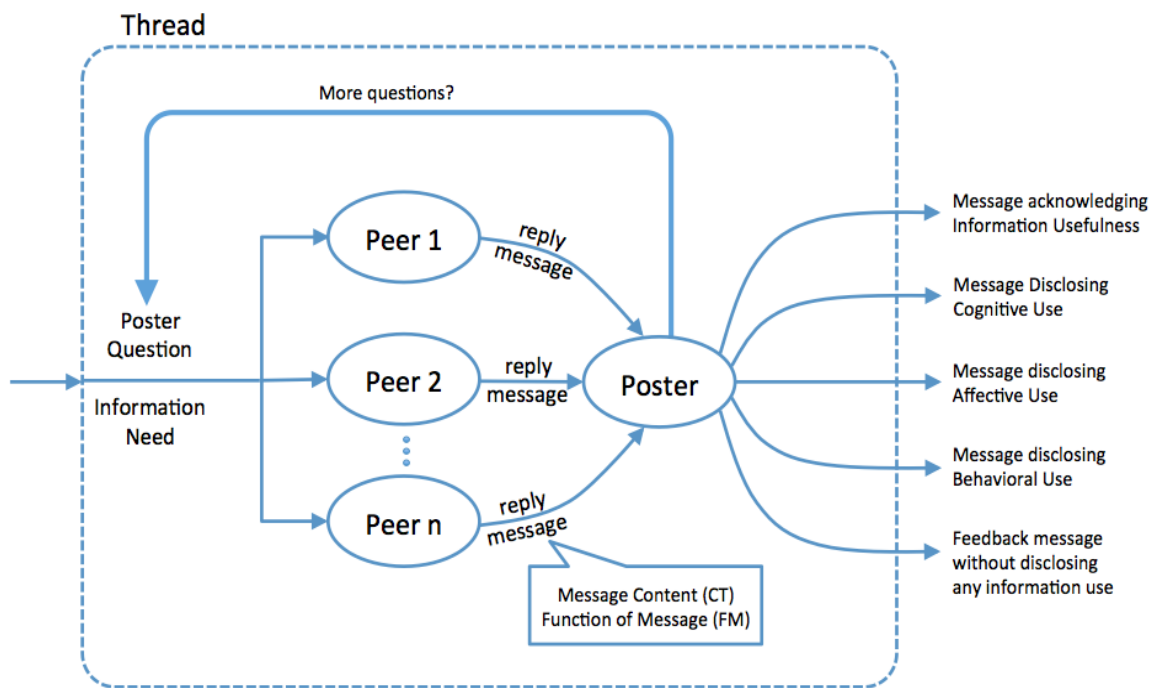 Thread
More questions?
Poster
Question
Information
Need
Peer 1
reply
message
Peer 2
reply
message
Peer n
reply
message
Message Content (CT)
Function of Message (FM)
Poster
Message acknowledging
Information Usefulness
Message Disclosing
Cognitive Use
Message disclosing
Affective Use
Message disclosing
Behavioral Use
Feedback message
without disclosing
any information use